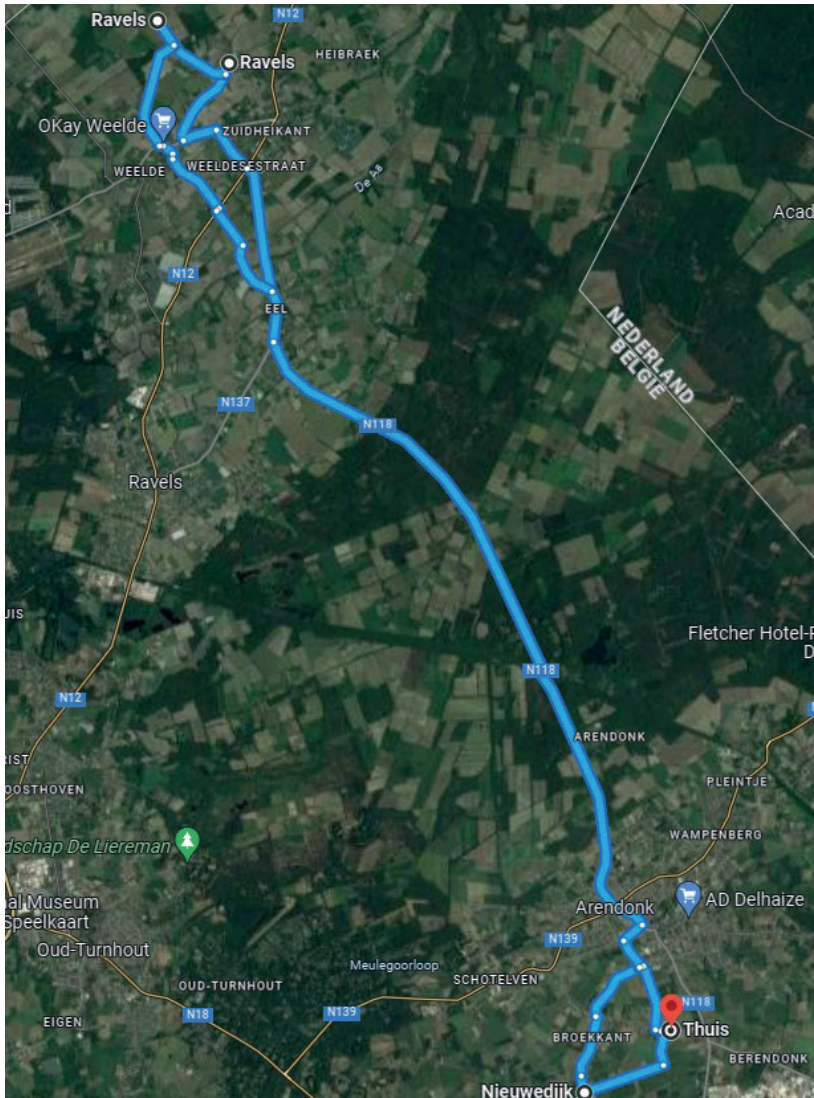 N12
Ravels
HEIBRAEK
Ravels
OKay Weelde
ZUIDHEIKANT
WEELDE
WEELDESESTRAAT
De Aa
d
Acad
N12
EEL
NEDERLAND
BELGIË
N137
N118
Ravels
UIS
Fletcher Hotel-R
D
N118
N12
ARENDONK
RIST
OOSTHOVEN
PLEINTJE
WAMPENBERG
dschap De Liereman
nal Museum
Speelkaart
Arendonk
AD Delhaize
Oud-Turnhout
N139
Meulegoorloop
SCHOTELVEN
OUD-TURNHOUT
N118
EIGEN
N18
N139
Thuis
BROEKKANT
BERENDONK
Nieuwedijk